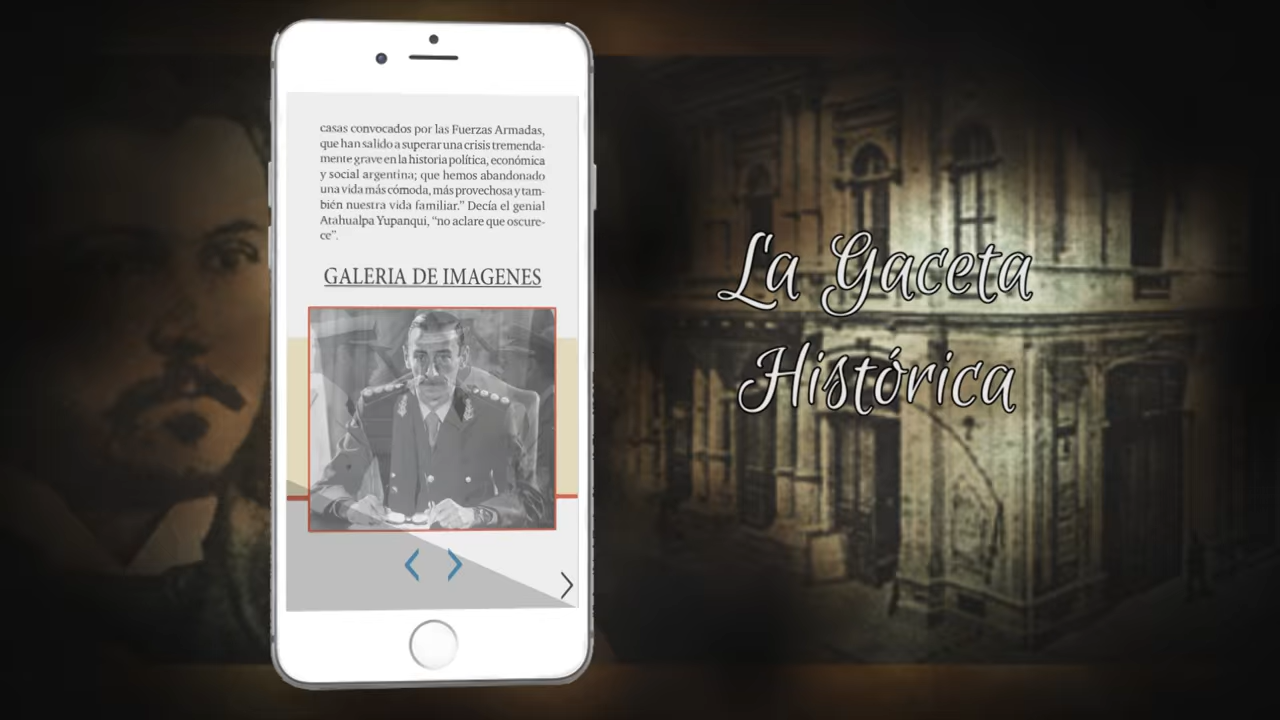 casas convocados por las Fuerzas Armadas,
que han salido a superar una crisis tremenda-
mente grave en la historia política, económica
y social argentina; que hemos abandonado
una vida más cómoda, más provechosa y tam-
bién nuestra vida familiar.” Decía el genial
Atahualpa Yupanqui, “no aclare que oscure-
ce”.
GALERIA DE IMAGENES
La Gaceta
Histórica